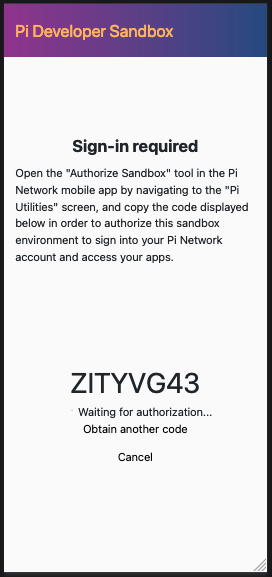 Pi Developer Sandbox
Sign-in required
Open the "Authorize Sandbox" tool in the Pi
Network mobile app by navigating to the "Pi
Utilities" screen, and copy the code displayed
below in order to authorize this sandbox
environment to sign into your Pi Network
account and access your apps.
ZITYVG43
Waiting for authorization...
Obtain another code
Cancel